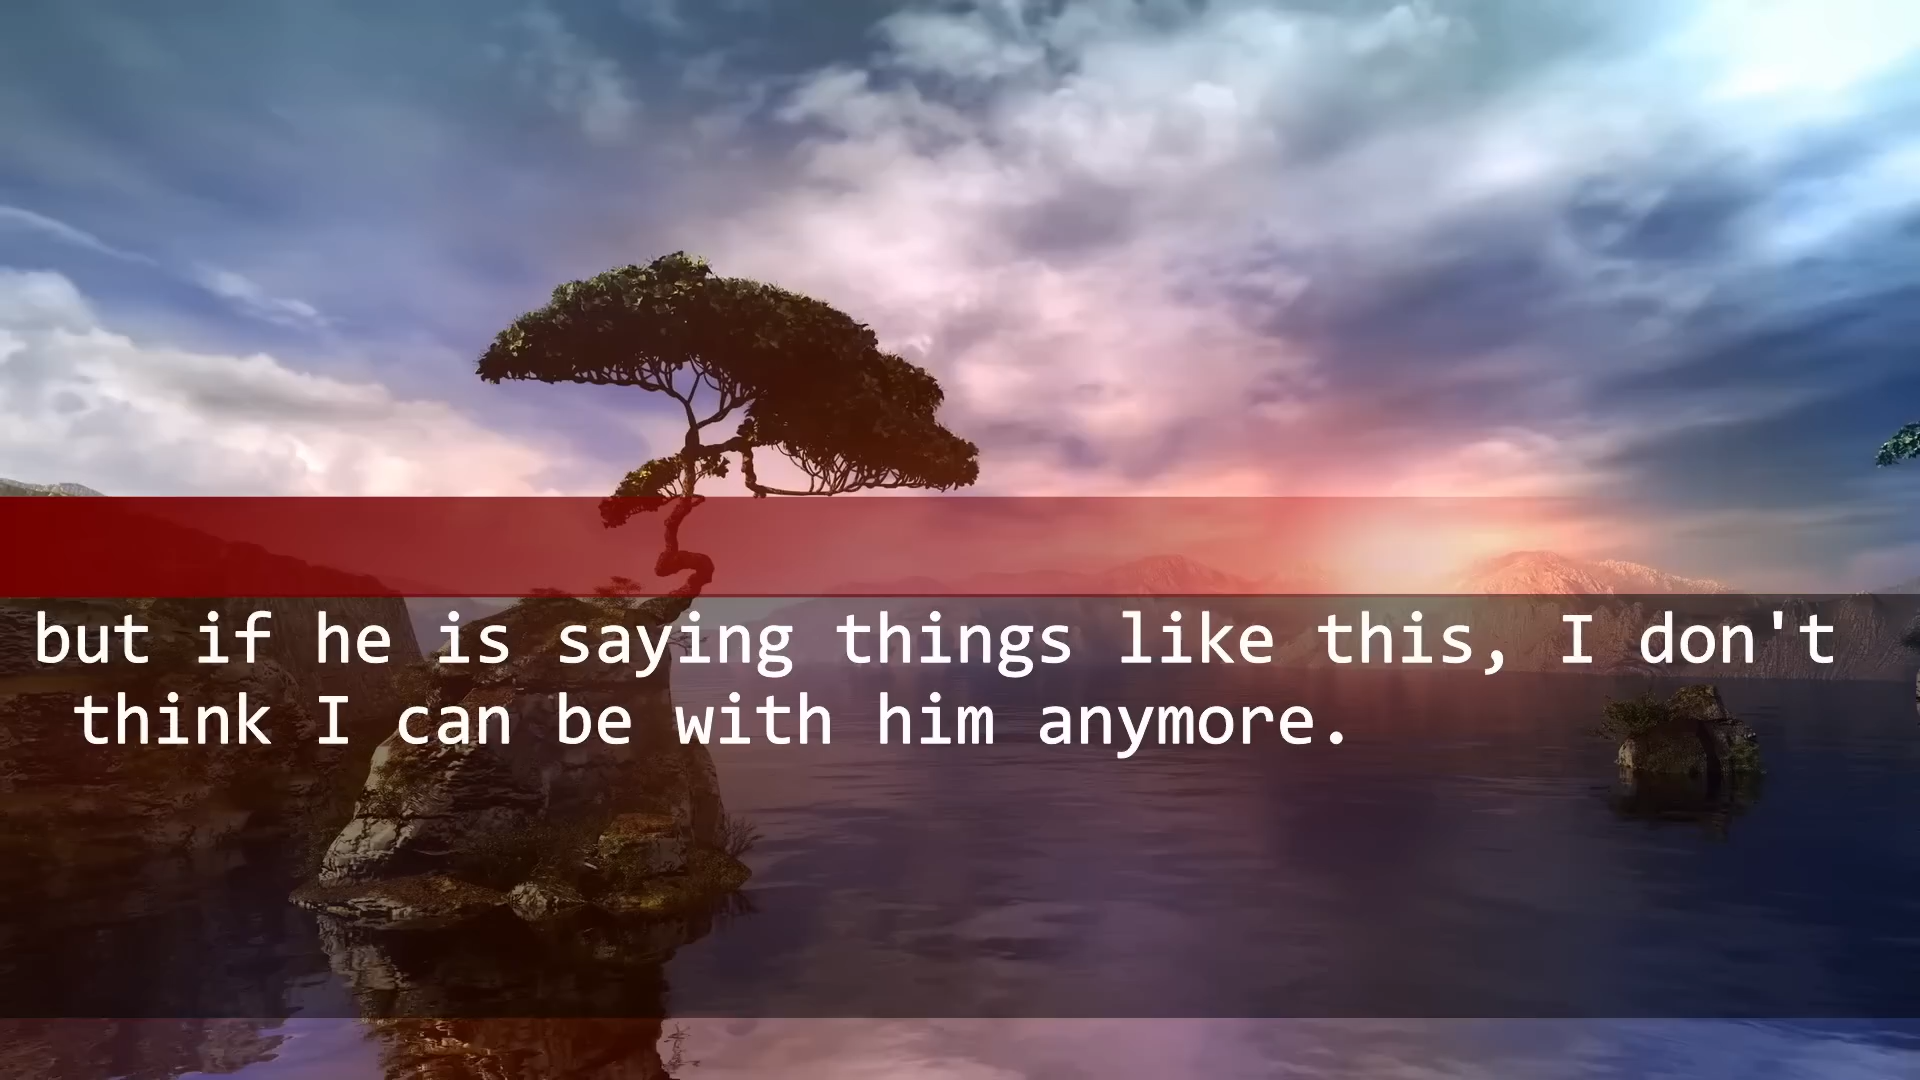 but if he is saying things like this, I don't
think I can be with him anymore.